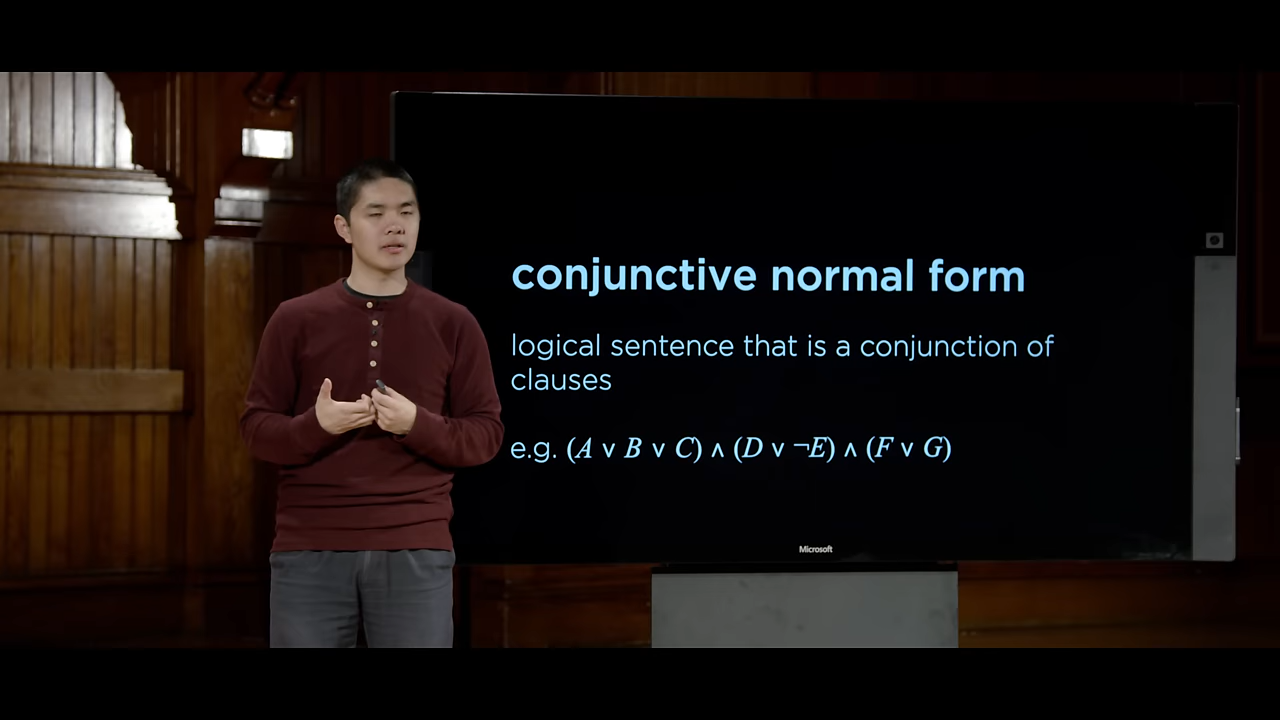 conjunctive normal form
logical sentence that is a conjunction of
clauses
e.g. (A ∨ B ∨ C) ∧ (D ∨ ¬E) ∧ (F ∨ G)
Microsoft